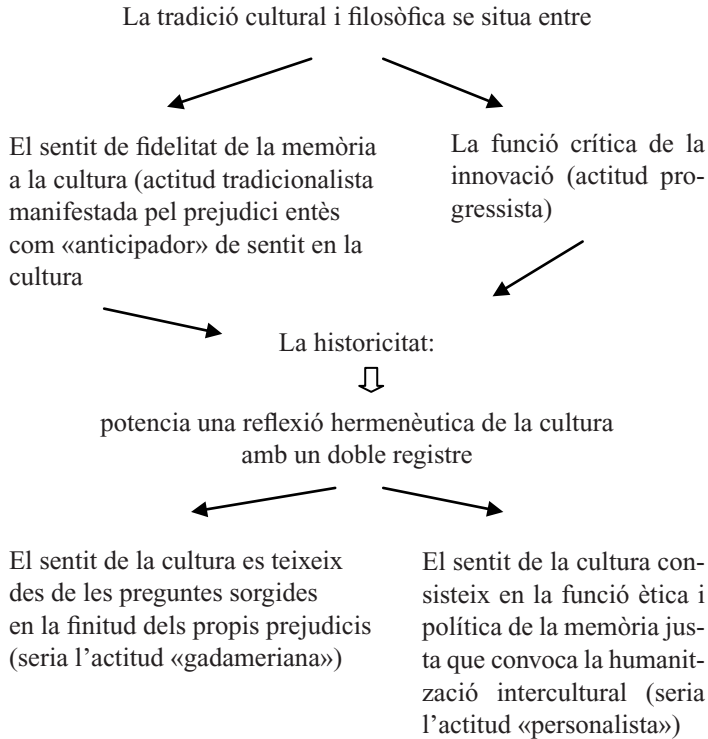 La tradició cultural i filosòfica se situa entre
El sentit de fidelitat de la memòria
a la cultura (actitud tradicionalista
manifestada pel prejudici entès
com «anticipador» de sentit en la
cultura
La funció crítica de la
innovació (actitud pro-
gressista)
La historicitat:
potencia una reflexió hermenèutica de la cultura
amb un doble registre
El sentit de la cultura es teixeix
des de les preguntes sorgides
en la finitud dels propis prejudicis
(seria l’actitud «gadameriana»)
El sentit de la cultura con-
sisteix en la funció ètica i
política de la memòria jus-
ta que convoca la humanit-
zació intercultural (seria
l’actitud «personalista»)